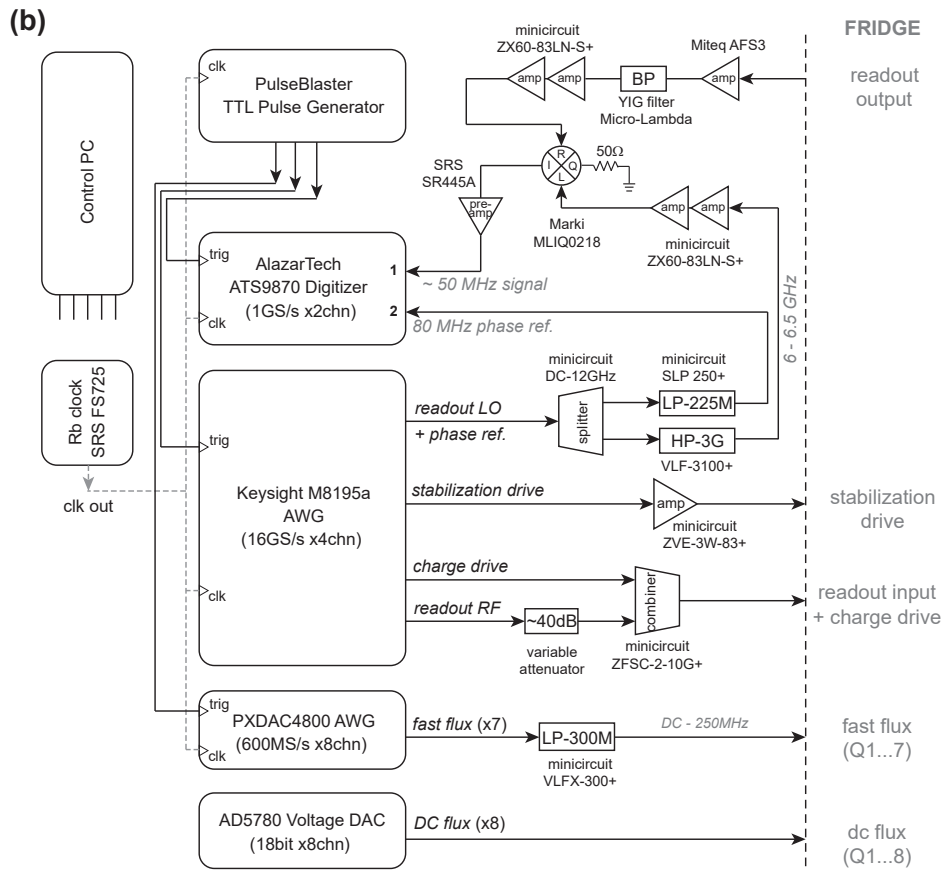 (b)
Control PC
Rb clock
SRS FS725
clk out
clk
PulseBlaster
TTL Pulse Generator
trig
AlazarTech
ATS9870 Digitizer
(1GS/s x2chn)
clk
1
2
trig
Keysight M8195a
AWG
(16GS/s x4chn)
clk
trig
PXDAC4800 AWG
(600MS/s x8chn)
clk
AD5780 Voltage DAC
(18bit x8chn)
minicircuit
ZX60-83LN-S+
amp
amp
BP
YIG filter
Micro-Lambda
Miteq AFS3
amp
R
I
Q
L
50Ω
SRS
SR445A
pre-
amp
Marki
MLIQ0218
amp
amp
minicircuit
ZX60-83LN-S+
~ 50 MHz signal
80 MHz phase ref.
6 - 6.5 GHz
minicircuit
DC-12GHz
splitter
minicircuit
SLP 250+
LP-225M
HP-3G
VLF-3100+
readout LO
+ phase ref.
stabilization drive
amp
minicircuit
ZVE-3W-83+
charge drive
readout RF
~40dB
variable
attenuator
combiner
minicircuit
ZFSC-2-10G+
fast flux (x7)
LP-300M
minicircuit
VLFX-300+
DC - 250MHz
DC flux (x8)
FRIDGE
readout
output
stabilization
drive
readout input
+ charge drive
fast flux
(Q1...7)
dc flux
(Q1...8)